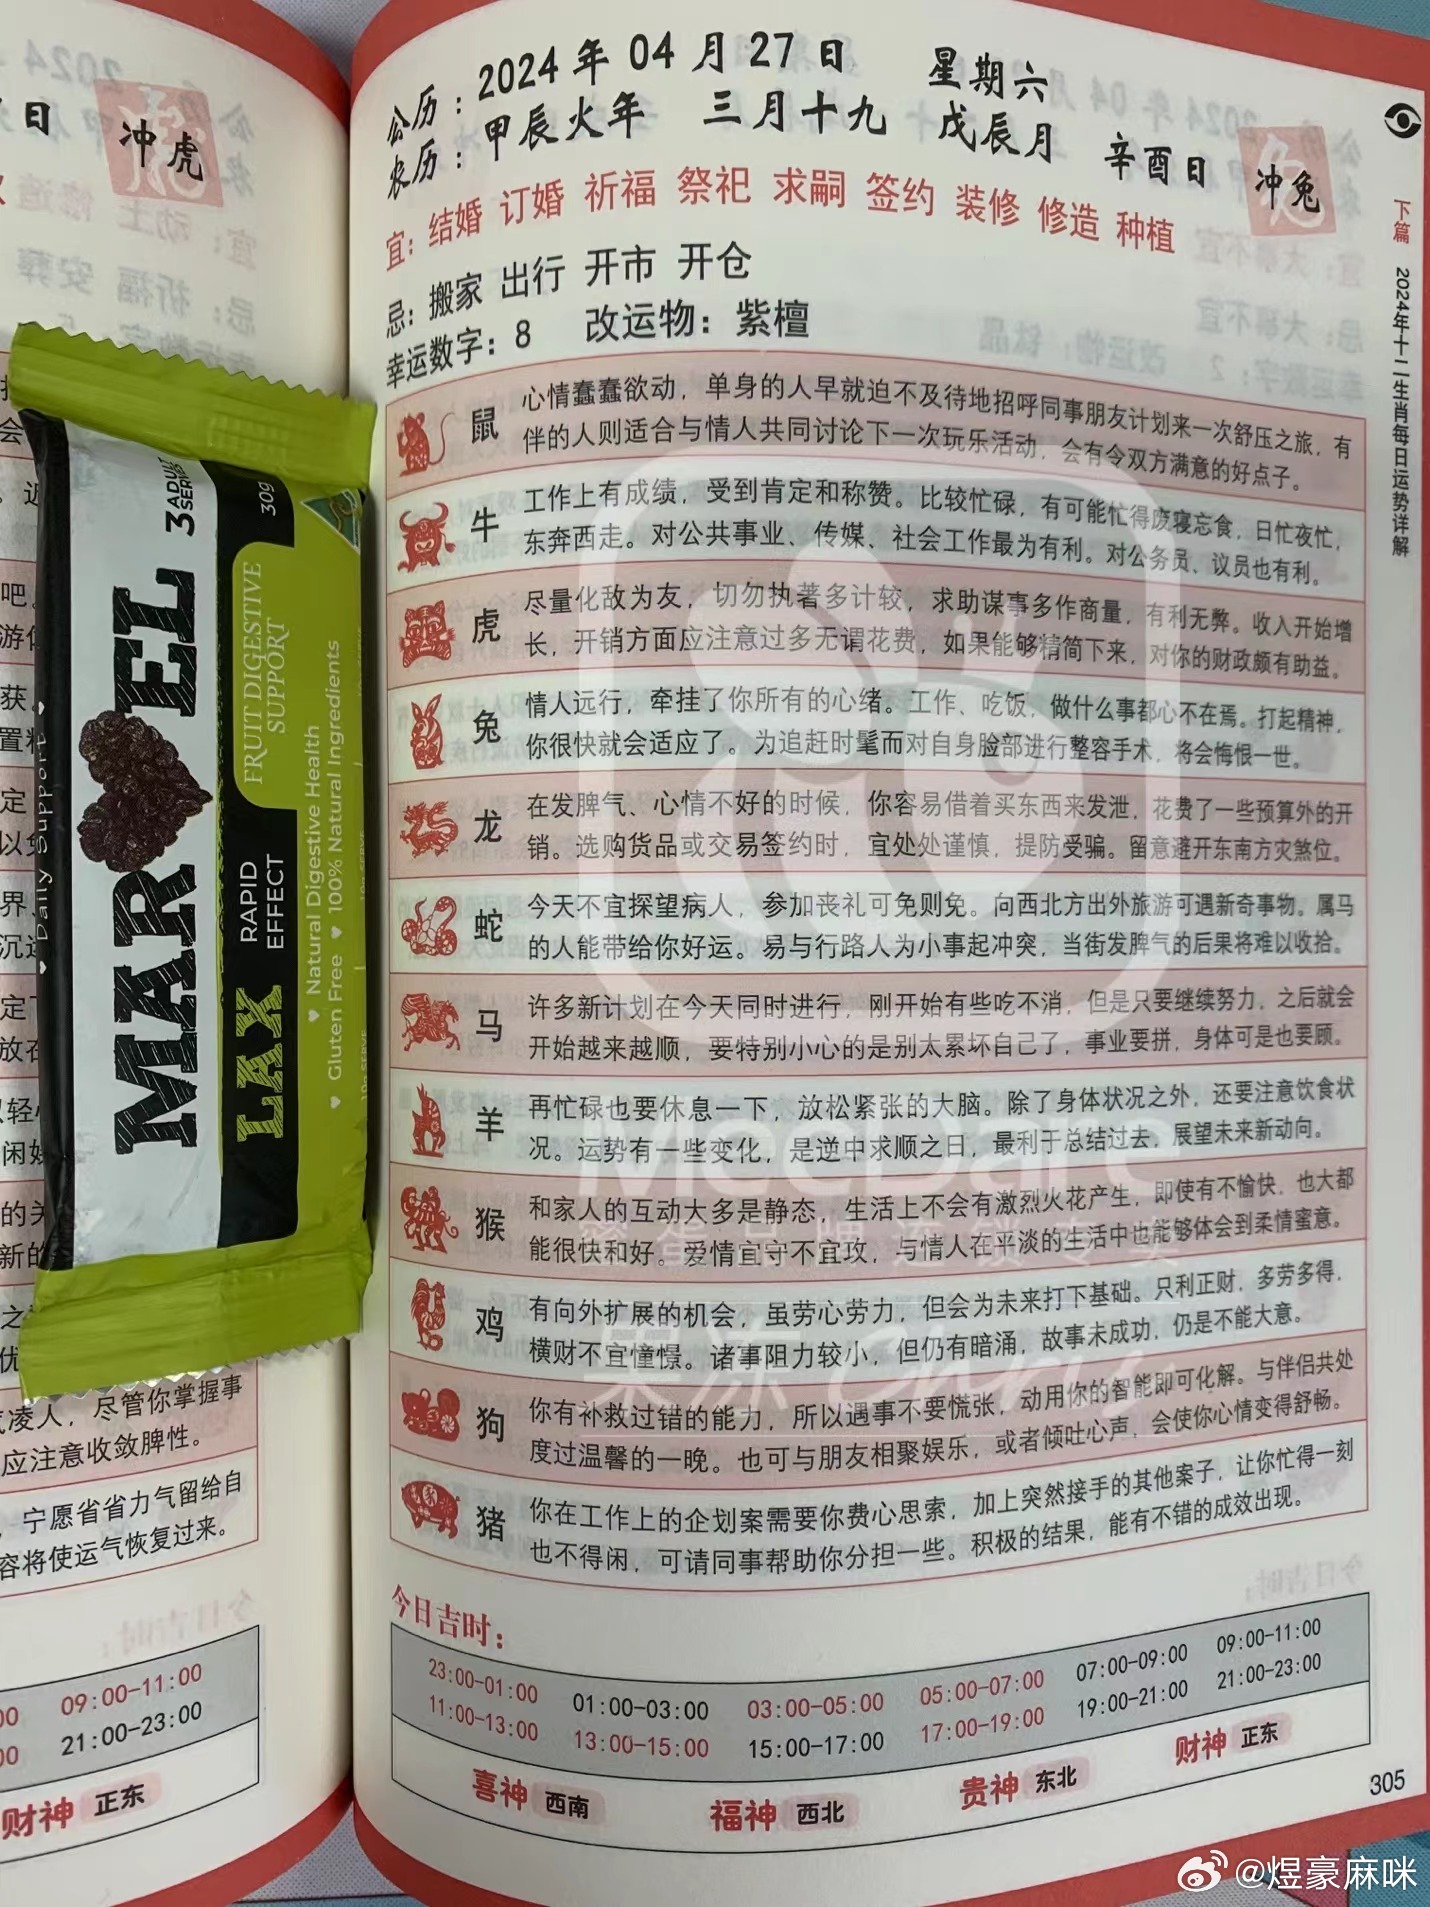 公历：2024年04月27日 星期六
农历：甲辰火年 三月十九 戊辰月 辛酉日 冲兔
宜：结婚 订婚 祈福 祭祀 求嗣 签约 装修 修造 种植
忌：搬家 出行 开市 开仓
幸运数字：8 改运物：紫檀
鼠
心情蠢蠢欲动，单身的人早就迫不及待地招呼同事朋友计划来一次舒压之旅，有
伴的人则适合与情人共同讨论下一次玩乐活动，会有令双方满意的好点子。
牛
工作上有成绩，受到肯定和称赞。比较忙碌，有可能忙得废寝忘食，日忙夜忙，
东奔西走。对公共事业、传媒、社会工作最为有利。对公务员、议员也有利。
虎
尽量化敌为友，切勿执著多计较，求助谋事多作商量，有利无弊。收入开始增
长，开销方面应注意过多无谓花费，如果能够精简下来，对你的财政颇有助益。
兔
情人远行，牵挂了你所有的心绪。工作、吃饭，做什么事都心不在焉。打起精神，
你很快就会适应了。为追赶时髦而对自身脸部进行整容手术，将会悔恨一世。
龙
在发脾气、心情不好的时候，你容易借着买东西来发泄，花费了一些预算外的开
销。选购货品或交易签约时，宜处处谨慎，提防受骗。留意避开东南方灾煞位。
蛇
今天不宜探望病人，参加丧礼可免则免。向西北方出外旅游可遇新奇事物。属马
的人能带给你好运。易与行路人为小事起冲突，当街发脾气的后果将难以收拾。
马
许多新计划在今天同时进行，刚开始有些吃不消，但是只要继续努力，之后就会
开始越来越顺，要特别小心的是别太累坏自己了，事业要拼，身体可是也要顾。
羊
再忙碌也要休息一下，放松紧张的大脑。除了身体状况之外，还要注意饮食状
况。运势有一些变化，是逆中求顺之日，最利于总结过去，展望未来新动向。
猴
和家人的互动大多是静态，生活上不会有激烈火花产生，即使有不愉快，也大都
能很快和好。爱情宜守不宜攻，与情人在平淡的生活中也能够体会到柔情蜜意。
鸡
有向外扩展的机会，虽劳心劳力，但会为未来打下基础。只利正财，多劳多得，
横财不宜憧憬。诸事阻力较小，但仍有暗涌，故事未成功，仍是不能大意。
狗
你有补救过错的能力，所以遇事不要慌张，动用你的智能即可化解。与伴侣共处
度过温馨的一晚。也可与朋友相聚娱乐，或者倾吐心声，会使你心情变得舒畅。
猪
你在工作上的企划案需要你费心思索，加上突然接手的其他案子，让你忙得一刻
也不得闲，可请同事帮助你分担一些。积极的结果，能有不错的成效出现。
今日吉时：
23:00-01:00 01:00-03:00 03:00-05:00 05:00-07:00 07:00-09:00 09:00-11:00
11:00-13:00 13:00-15:00 15:00-17:00 17:00-19:00 19:00-21:00 21:00-23:00
喜神 西南 福神 西北 贵神 东北 财神 正东
305
下篇 2024年十二生肖每日运势详解
日 冲虎
凌人，尽管你掌握事
应注意收敛脾性。
，宁愿省省力气留给自
容将使运气恢复过来。
09:00-11:00
21:00-23:00
财神 正东
Daily Support
MARVEL
3 ADULT SERIES
LAX
RAPID
EFFECT
FRUIT DIGESTIVE
SUPPORT
30g
Natural Digestive Health
Gluten Free 100% Natural Ingredients
MeeDare
果冻
@煜豪麻咪